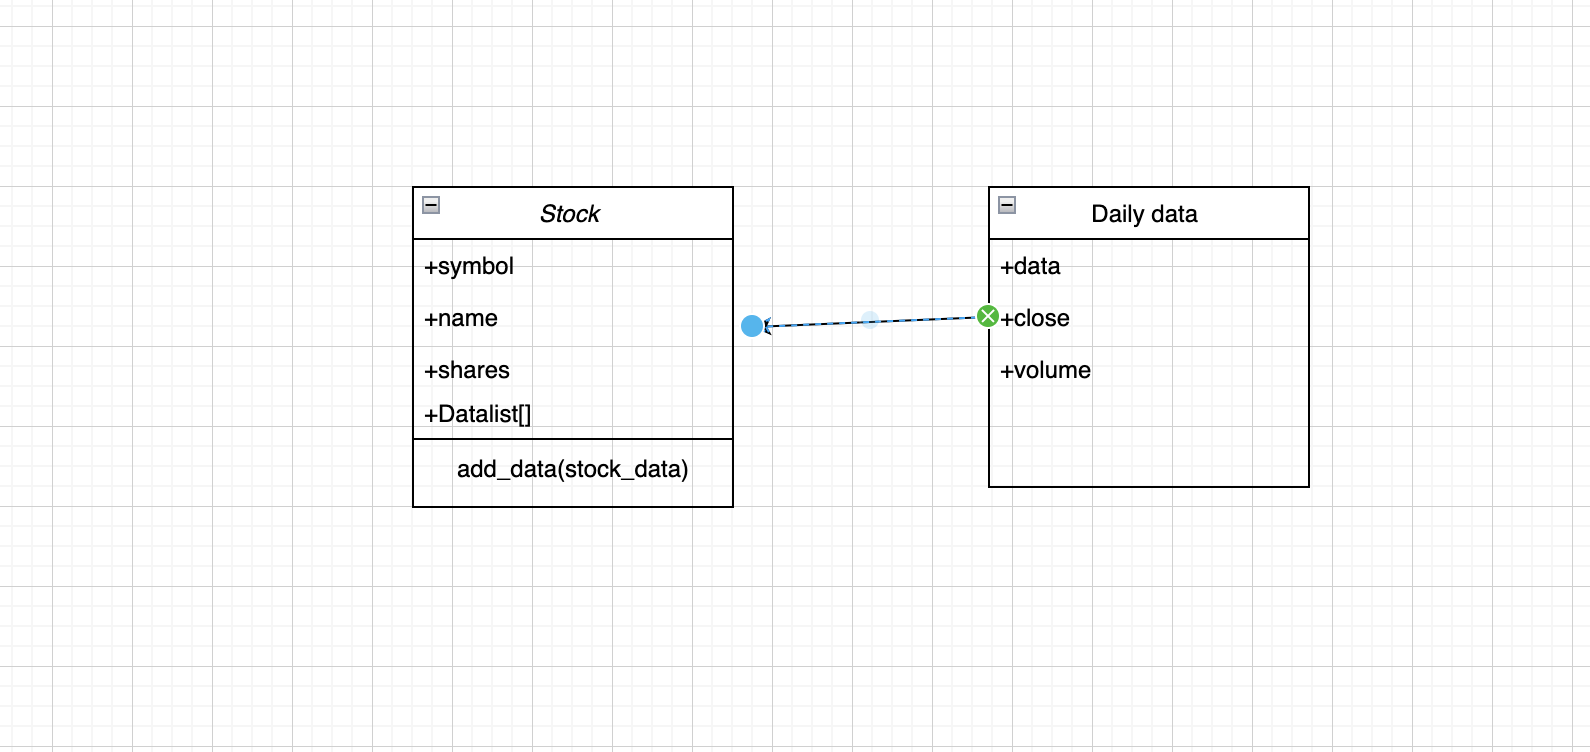 Stock
+symbol
+name
+shares
+Datalist[]
add_data(stock_data)
Daily data
+data
+close
+volume